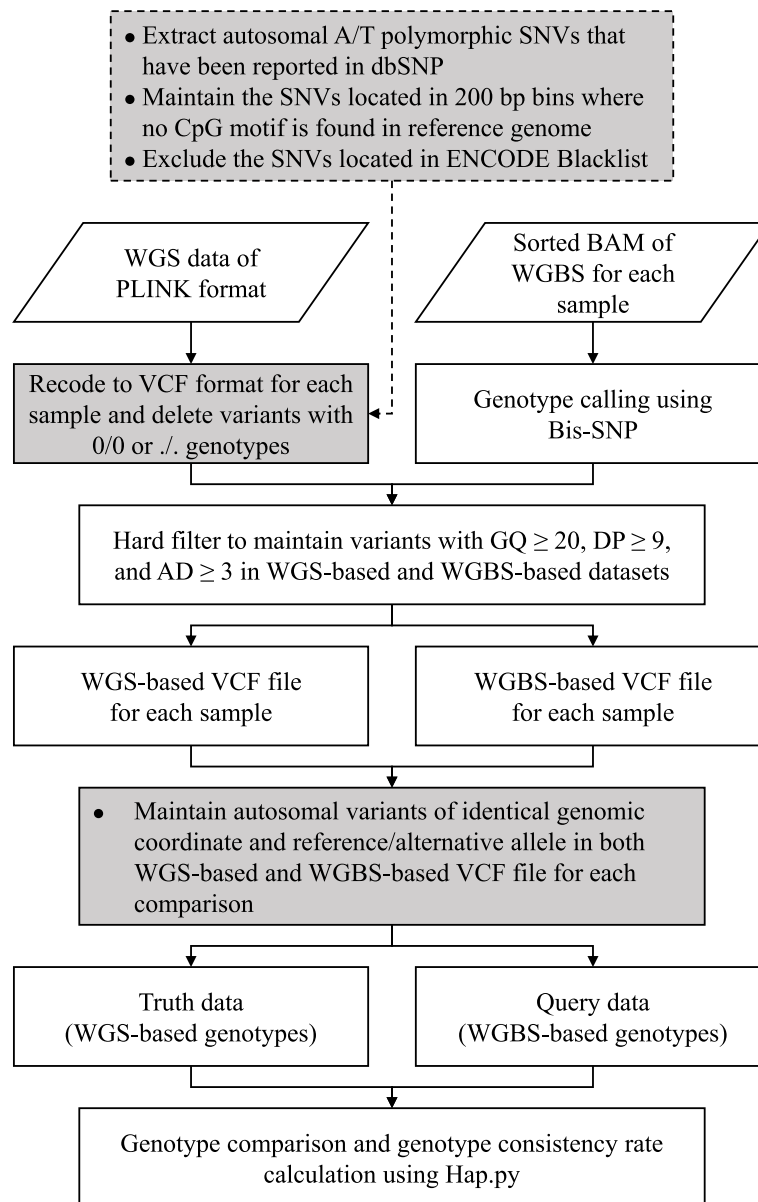 ● Extract autosomal A/T polymorphic SNVs that
have been reported in dbSNP
● Maintain the SNVs located in 200 bp bins where
no CpG motif is found in reference genome
● Exclude the SNVs located in ENCODE Blacklist
WGS data of
PLINK format
Sorted BAM of
WGBS for each
sample
Recode to VCF format for each
sample and delete variants with
0/0 or ./. genotypes
Genotype calling using
Bis-SNP
Hard filter to maintain variants with GQ ≥ 20, DP ≥ 9,
and AD ≥ 3 in WGS-based and WGBS-based datasets
WGS-based VCF file
for each sample
WGBS-based VCF file
for each sample
● Maintain autosomal variants of identical genomic
coordinate and reference/alternative allele in both
WGS-based and WGBS-based VCF file for each
comparison
Truth data
(WGS-based genotypes)
Query data
(WGBS-based genotypes)
Genotype comparison and genotype consistency rate
calculation using Hap.py